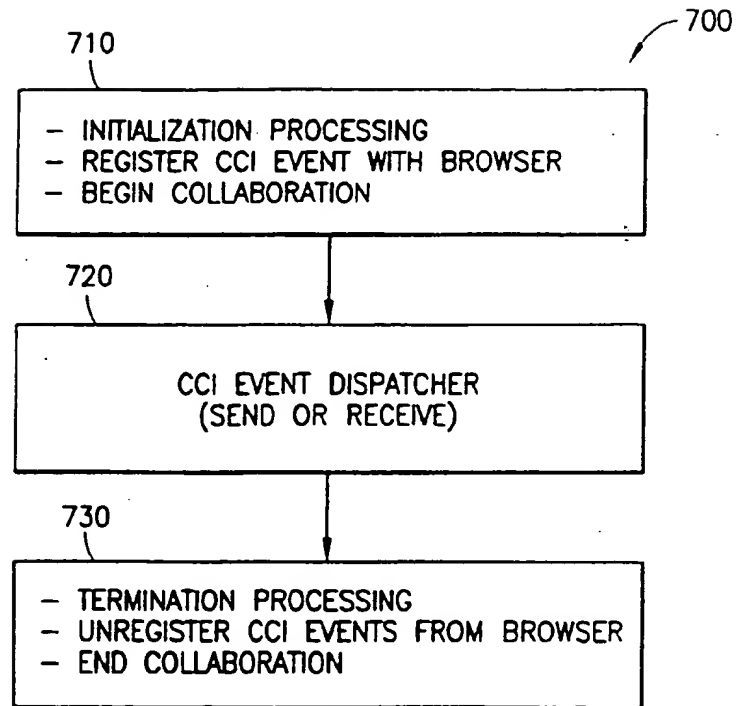 700
710
- INITIALIZATION PROCESSING
- REGISTER CCI EVENT WITH BROWSER
- BEGIN COLLABORATION
720
CCI EVENT DISPATCHER
(SEND OR RECEIVE)
730
- TERMINATION PROCESSING
- UNREGISTER CCI EVENTS FROM BROWSER
- END COLLABORATION